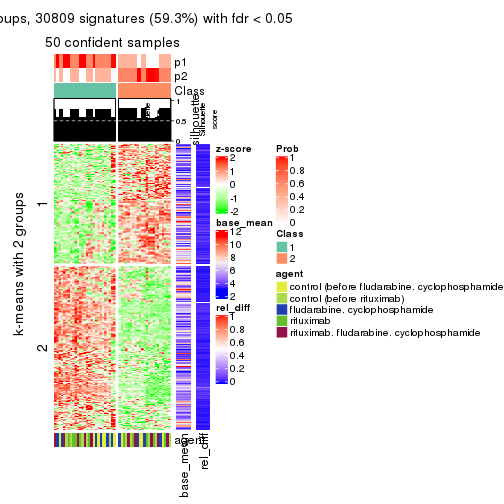 oups, 30809 signatures (59.3%) with fdr < 0.05
50 confident samples
p1
p2
Class
1
0.5
0
silhouette
Silhouette
score
k-means with 2 groups
1
2
z-score
2
1
0
-1
-2
base_mean
12
10
8
6
4
2
rel_diff
1
0.8
0.6
0.4
0.2
0
Prob
1
0.8
0.6
0.4
0.2
0
Class
1
2
agent
control (before fludarabine, cyclophosphamide
control (before rituximab)
fludarabine, cyclophosphamide
rituximab
rituximab, fludarabine, cyclophosphamide
agent
base_mean
rel_diff